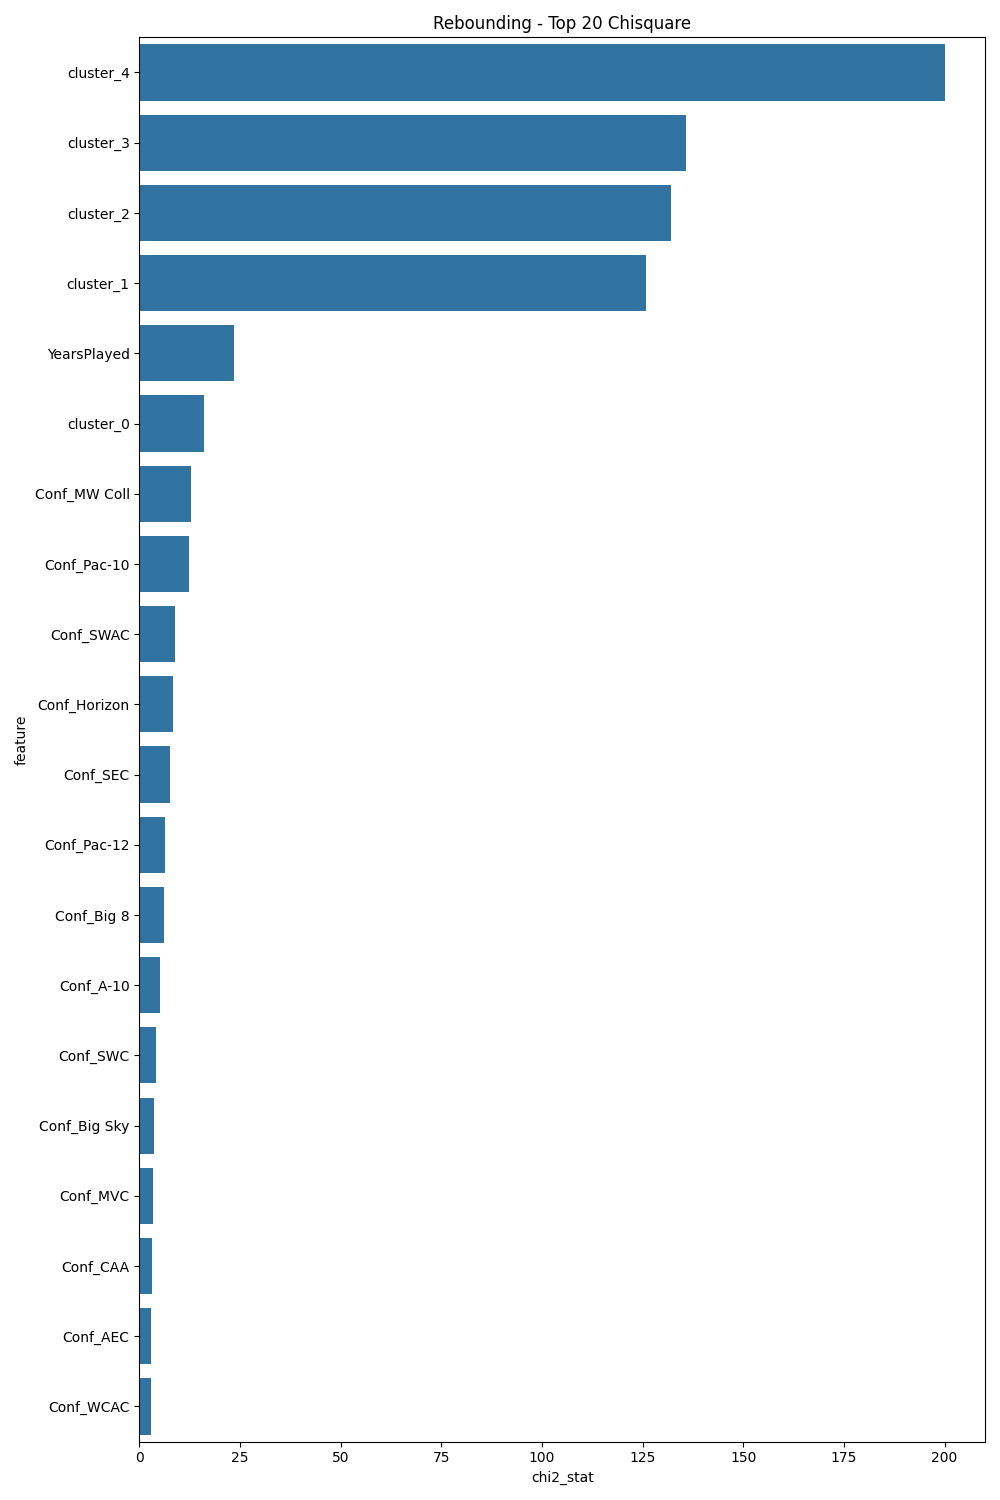 Rebounding - Top 20 Chisquare
cluster_4
cluster_3
cluster_2
cluster_1
YearsPlayed
cluster_0
Conf_MW Coll
Conf_Pac-10
Conf_SWAC
Conf_Horizon
feature
Conf_SEC
Conf_Pac-12
Conf_Big 8
Conf_A-10
Conf_SWC
Conf_Big Sky
Conf_MVC
Conf_CAA
Conf_AEC
Conf_WCAC
0 25 50 75 100 125 150 175 200
chi2_stat